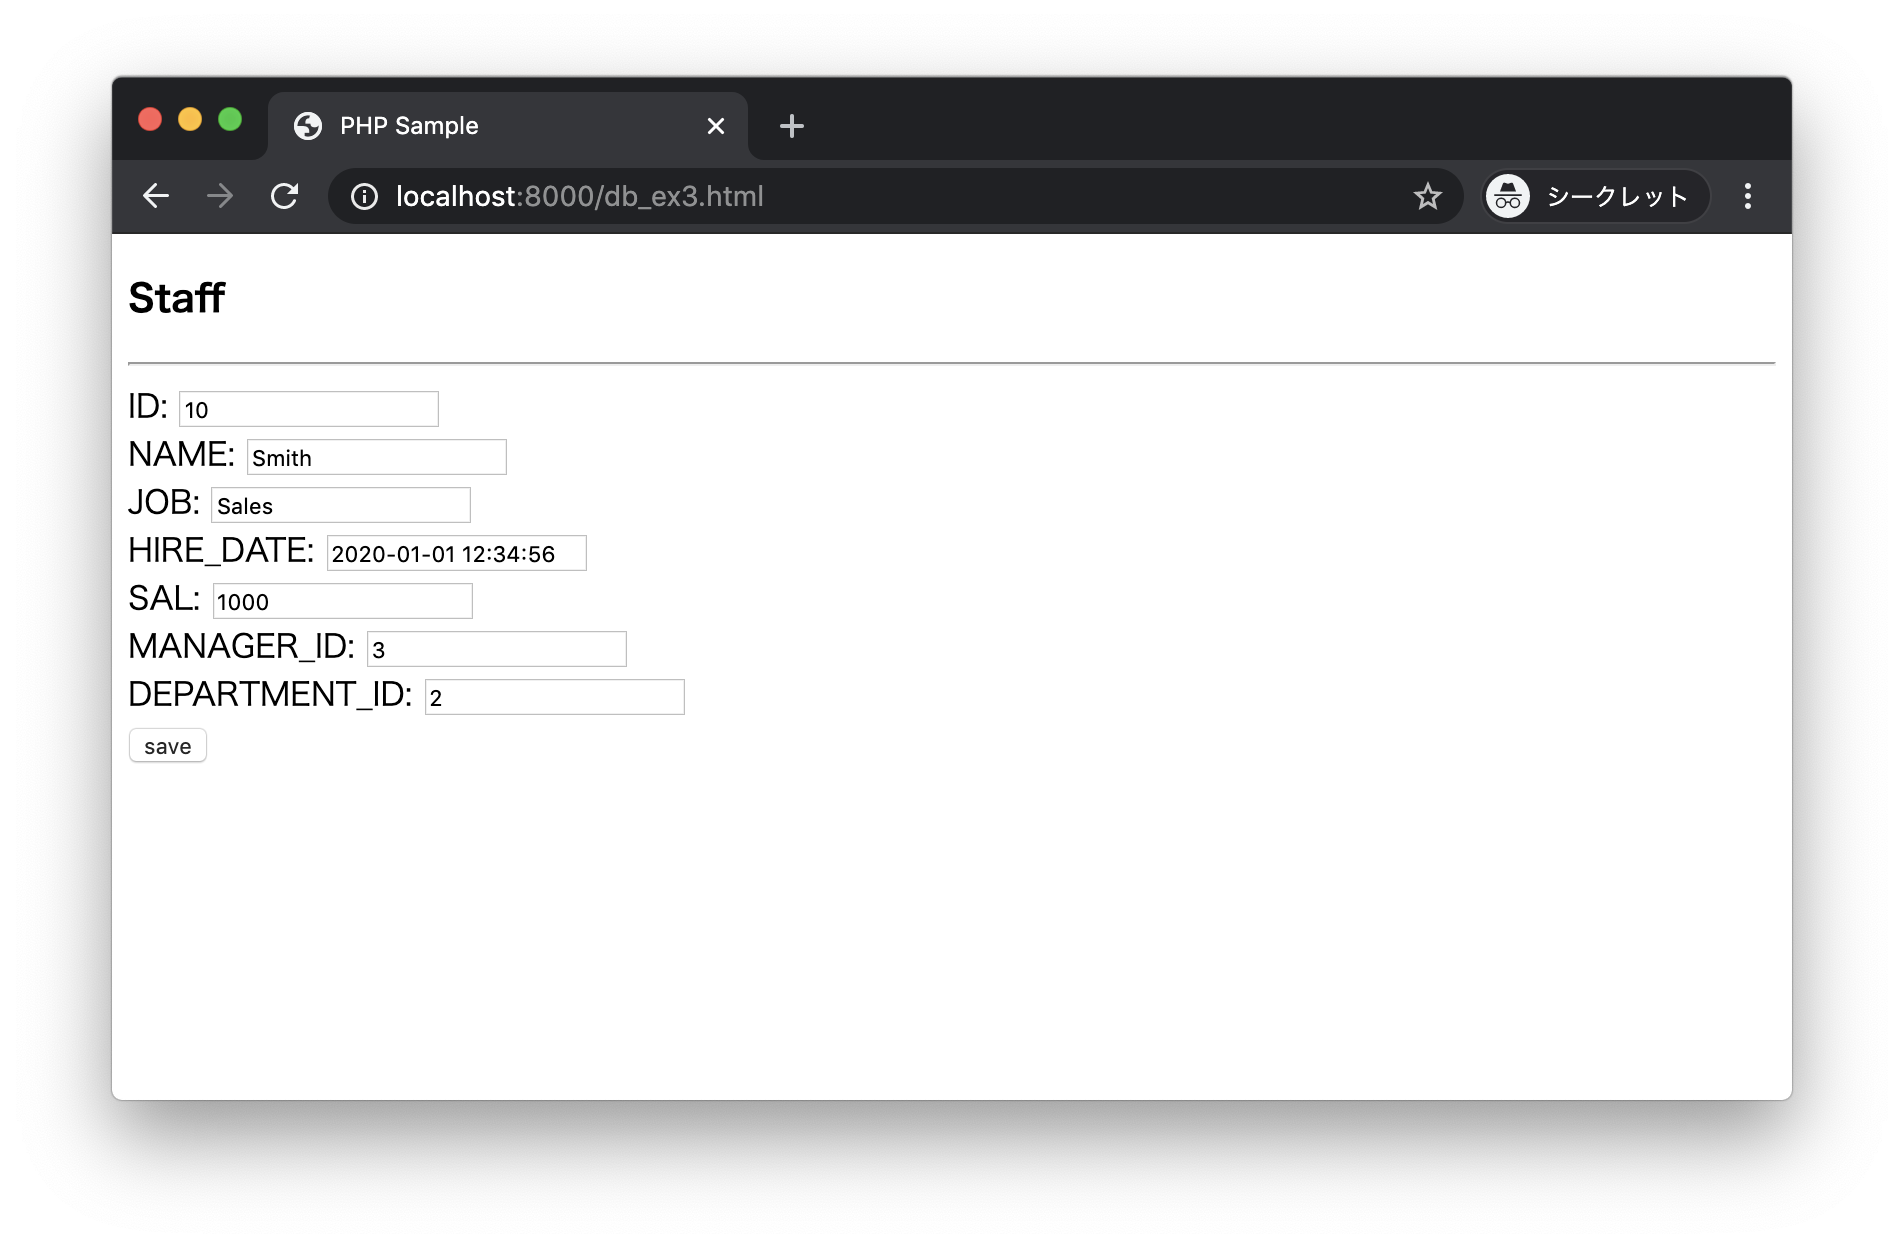 PHP Sample
localhost:8000/db_ex3.html シークレット
Staff
ID: 10
NAME: Smith
JOB: Sales
HIRE_DATE: 2020-01-01 12:34:56
SAL: 1000
MANAGER_ID: 3
DEPARTMENT_ID: 2
save